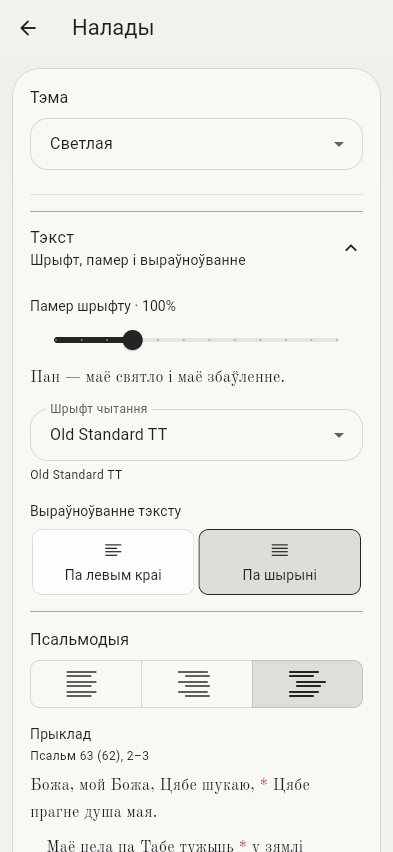 Налады
Тэма
Светлая
Тэкст
Шрыфт, памер і выраўноўванне
Памер шрыфту · 100%
Пан — маё святло і маё збаўленне.
Шрыфт чытання
Old Standard TT
Old Standard TT
Выраўноўванне тэксту
Па левым краі
Па шырыні
Псальмодыя
Прыклад
Псальм 63 (62), 2–3
Божа, мой Божа, Цябе шукаю, * Цябе
прагне душа мая.
Маё цела па Табе тужыць * у зямлі